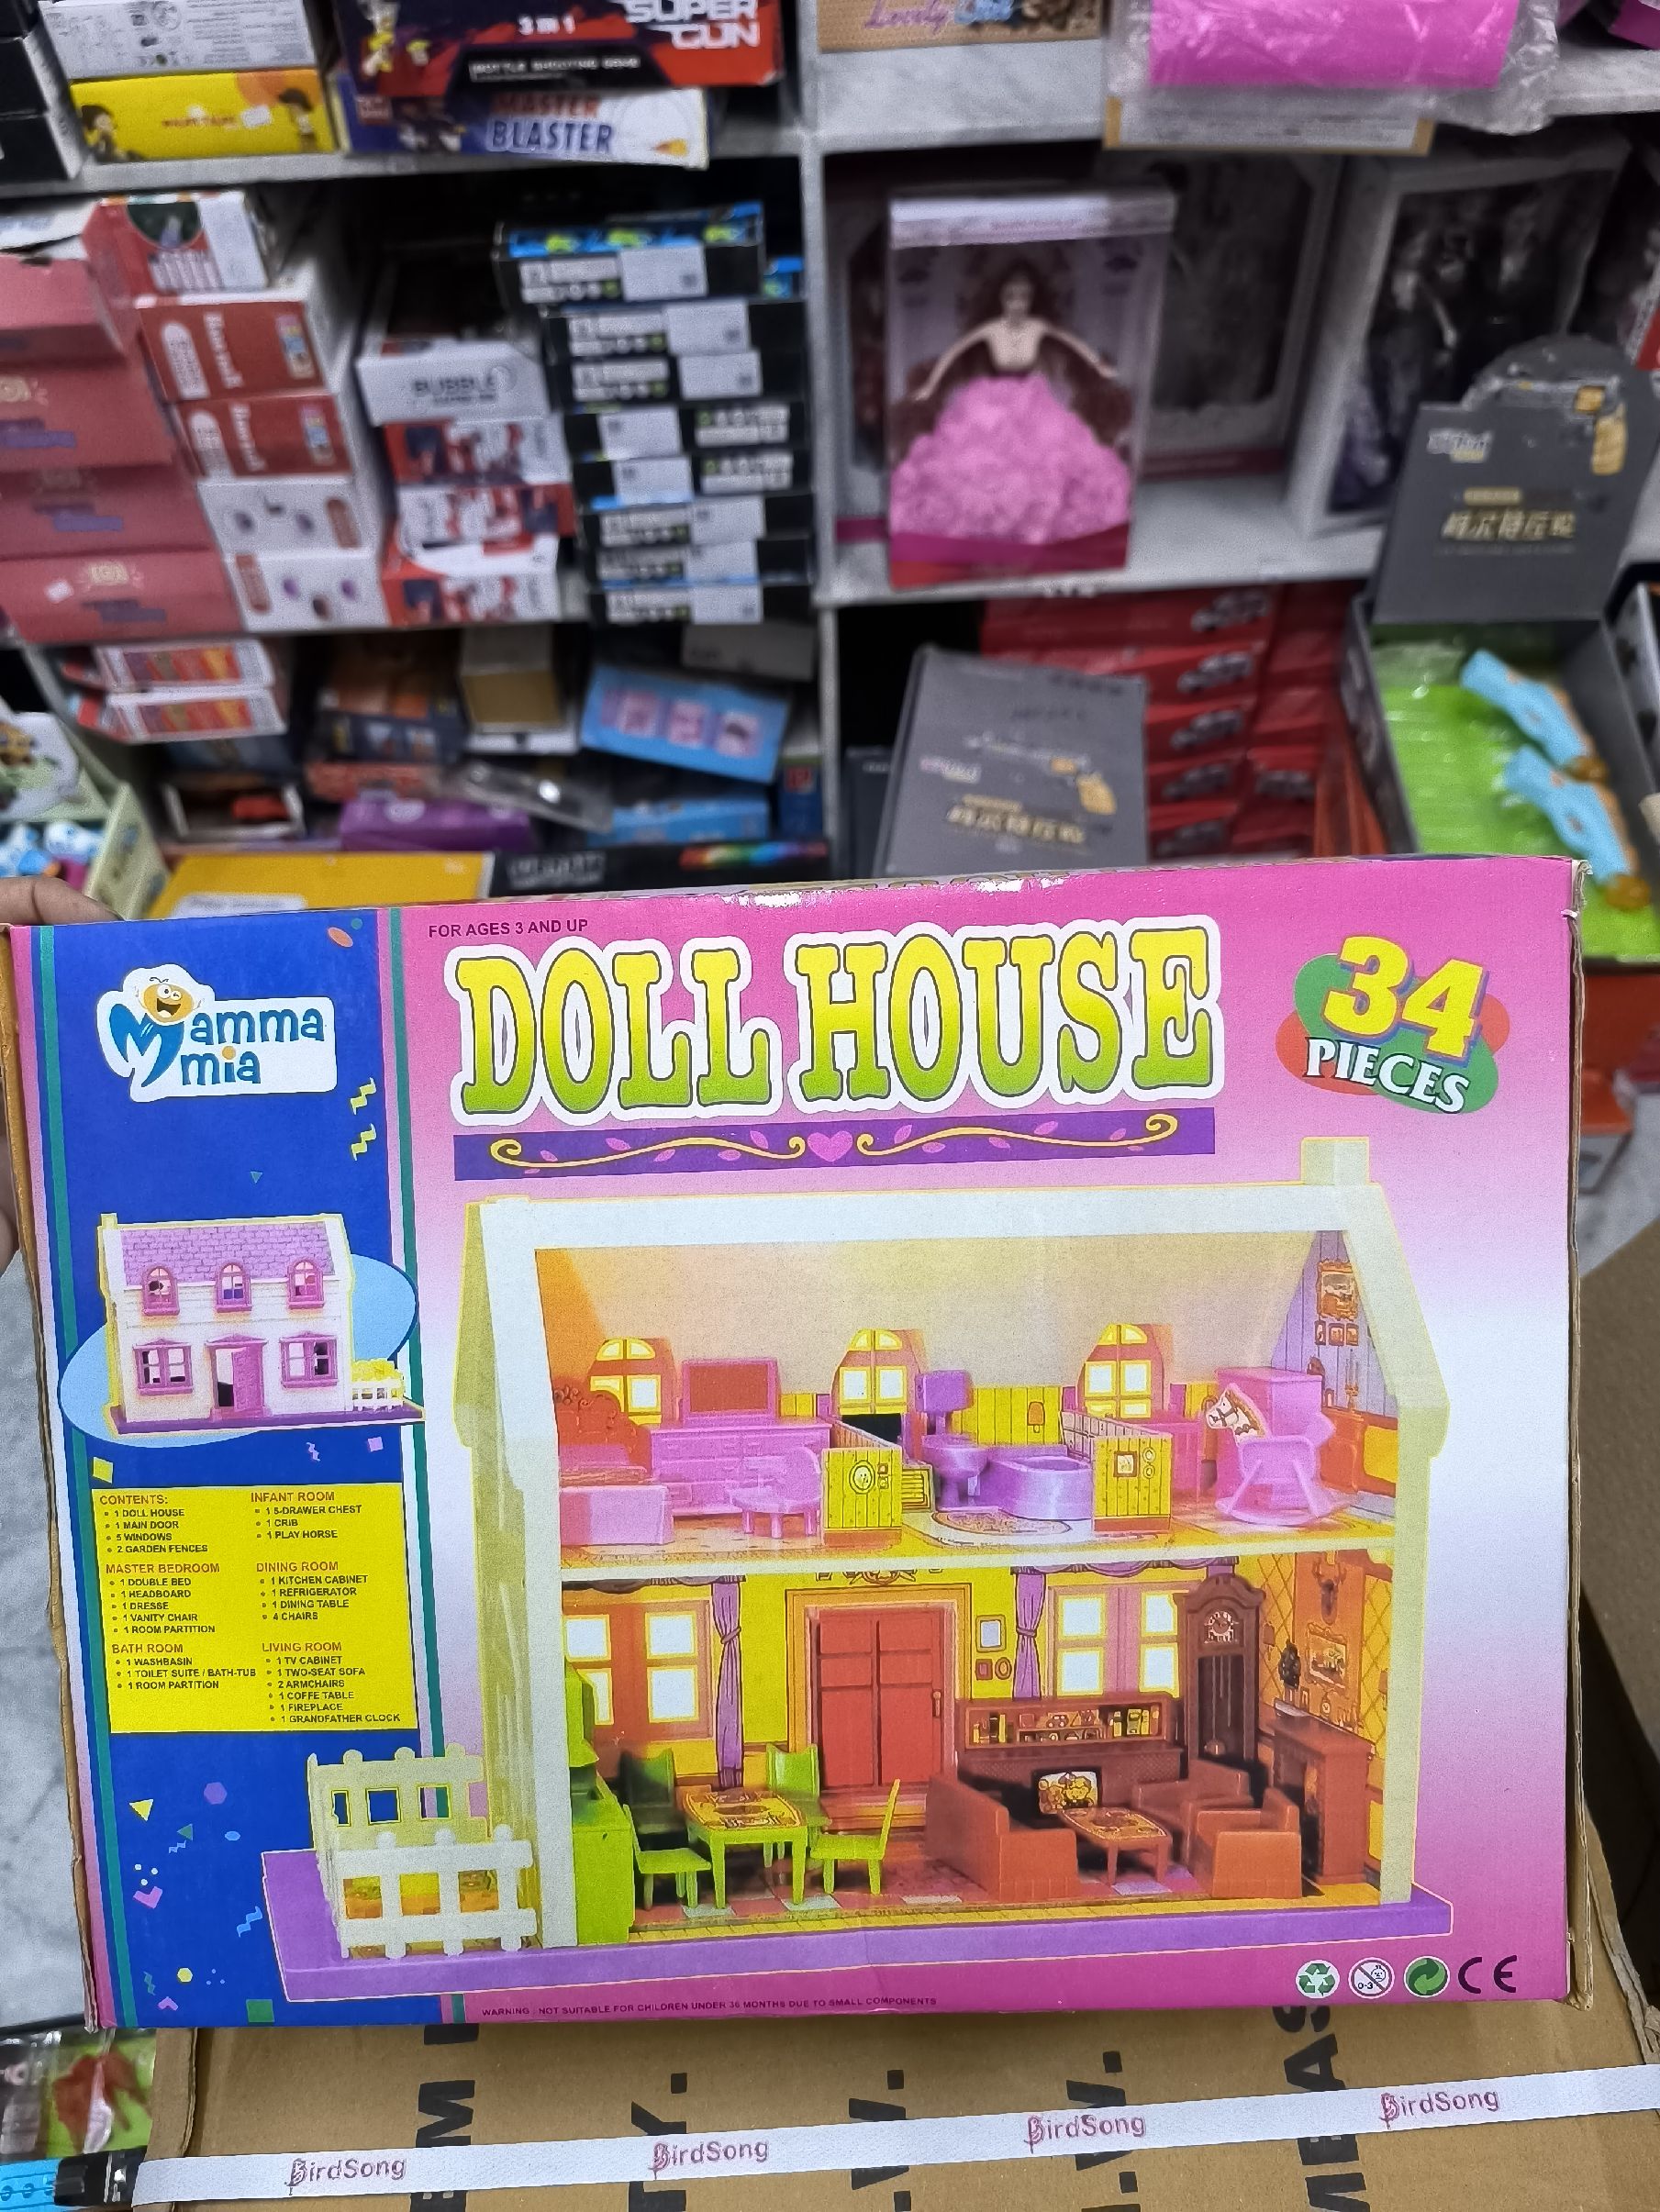 3 in 1
SUPER
GUN
BOTTLE SHOOTING GAME
Lovely
MASTER
BLASTER
BUBBLE
FOR AGES 3 AND UP
DOLL HOUSE
34
PIECES
Mamma
mia
CONTENTS:
1 DOLL HOUSE
1 MAIN DOOR
5 WINDOWS
2 GARDEN FENCES
MASTER BEDROOM
1 DOUBLE BED
1 HEADBOARD
1 DRESSE
1 VANITY CHAIR
1 ROOM PARTITION
BATH ROOM
1 WASHBASIN
1 TOILET SUITE / BATH-TUB
1 ROOM PARTITION
INFANT ROOM
1 5-DRAWER CHEST
1 CRIB
1 PLAY HORSE
DINING ROOM
1 KITCHEN CABINET
1 REFRIGERATOR
1 DINING TABLE
4 CHAIRS
LIVING ROOM
1 TV CABINET
1 TWO-SEAT SOFA
2 ARMCHAIRS
1 COFFE TABLE
1 FIREPLACE
1 GRANDFATHER CLOCK
0-3
CE
WARNING : NOT SUITABLE FOR CHILDREN UNDER 36 MONTHS DUE TO SMALL COMPONENTS
BirdSong BirdSong BirdSong BirdSong